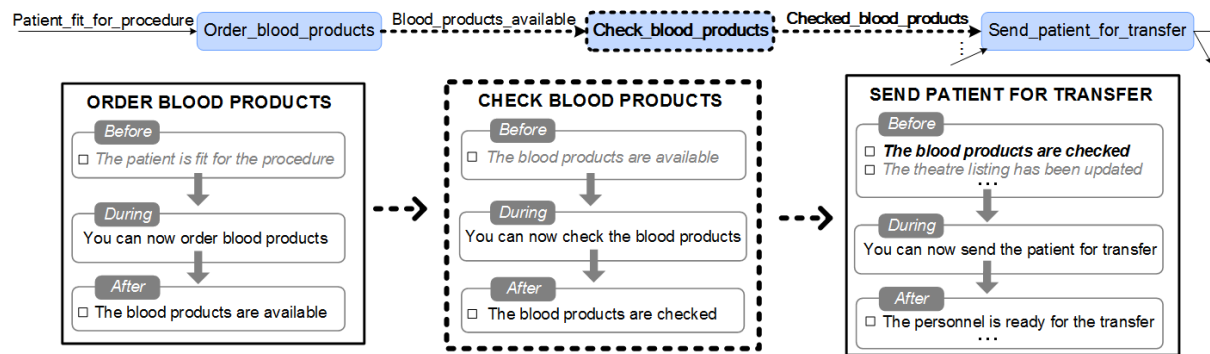 Patient_fit_for_procedure
Order_blood_products
Blood_products_available
Check_blood_products
Checked_blood_products
Send_patient_for_transfer
...
ORDER BLOOD PRODUCTS
Before
The patient is fit for the procedure
During
You can now order blood products
After
The blood products are available
CHECK BLOOD PRODUCTS
Before
The blood products are available
During
You can now check the blood products
After
The blood products are checked
SEND PATIENT FOR TRANSFER
Before
The blood products are checked
The theatre listing has been updated
...
During
You can now send the patient for transfer
After
The personnel is ready for the transfer
...